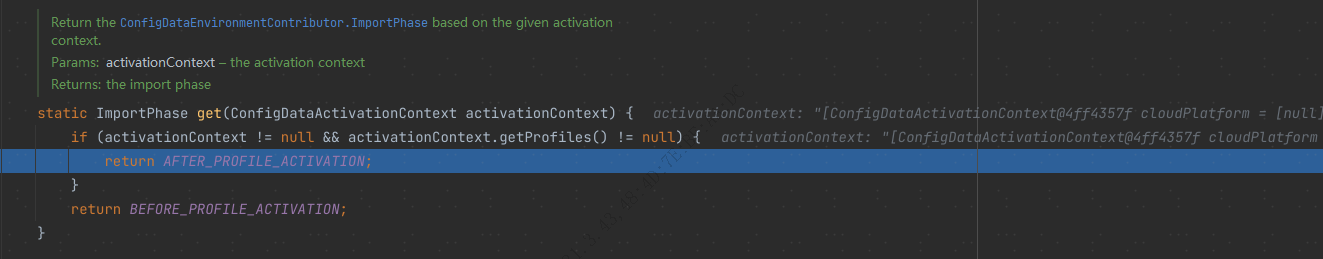 Return the ConfigDataEnvironmentContributor.ImportPhase based on the given activation
context.
Params: activationContext – the activation context
Returns: the import phase
static ImportPhase get(ConfigDataActivationContext activationContext) { activationContext: "[ConfigDataActivationContext@4ff4357f cloudPlatform = [null]
if (activationContext != null && activationContext.getProfiles() != null) { activationContext: "[ConfigDataActivationContext@4ff4357f cloudPlatform
return AFTER_PROFILE_ACTIVATION;
}
return BEFORE_PROFILE_ACTIVATION;
}